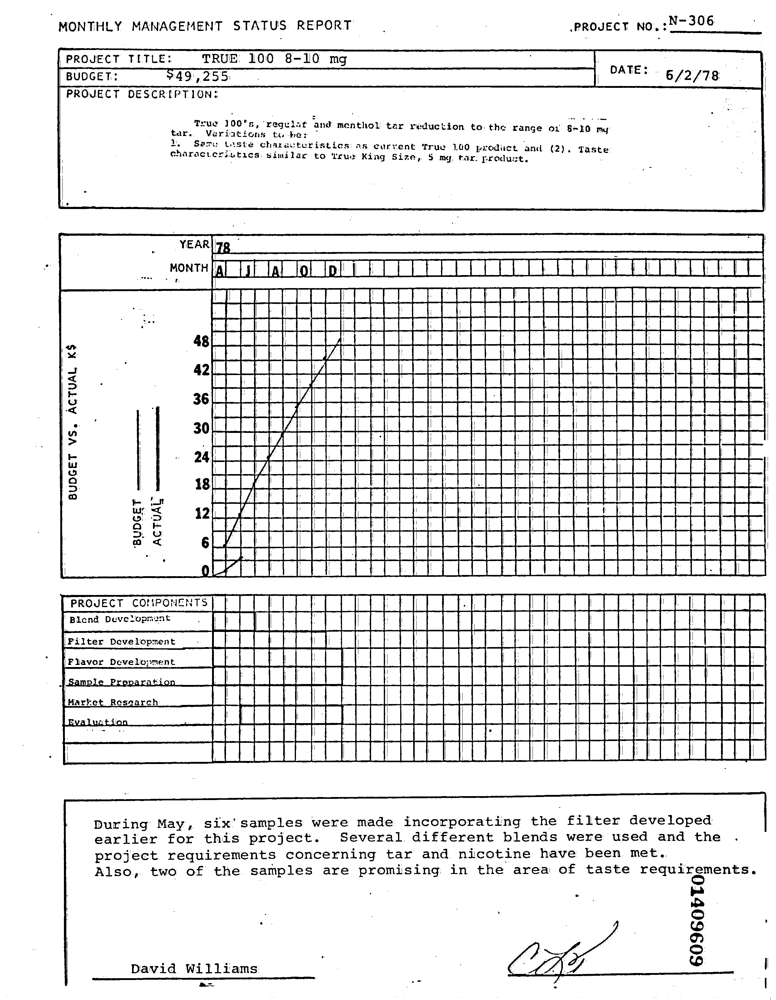 MONTHLY MANAGEMENT STATUS REPORT
PROJECT NO.: N-306
PROJECT TITLE: TRUE 100 8-10 mg
BUDGET: $49,255
DATE: 6/2/78
PROJECT DESCRIPTION:
True 100's, regular and menthol tar reduction to the range of 8-10 mg
tar. Variations to be:
1. Same taste characteristics as current True 100 product and (2). Taste
characteristics similar to True King Size, 5 mg tar product.
YEAR 78
MONTH A J A O D
BUDGET VS. ACTUAL K$
48
42
36
30
24
18
12
6
0
BUDGET
ACTUAL
PROJECT COMPONENTS
Blend Development
Filter Development
Flavor Development
Sample Preparation
Market Research
Evaluation
During May, six samples were made incorporating the filter developed
earlier for this project. Several different blends were used and the
project requirements concerning tar and nicotine have been met.
Also, two of the samples are promising in the area of taste requirements.
01409609
David Williams